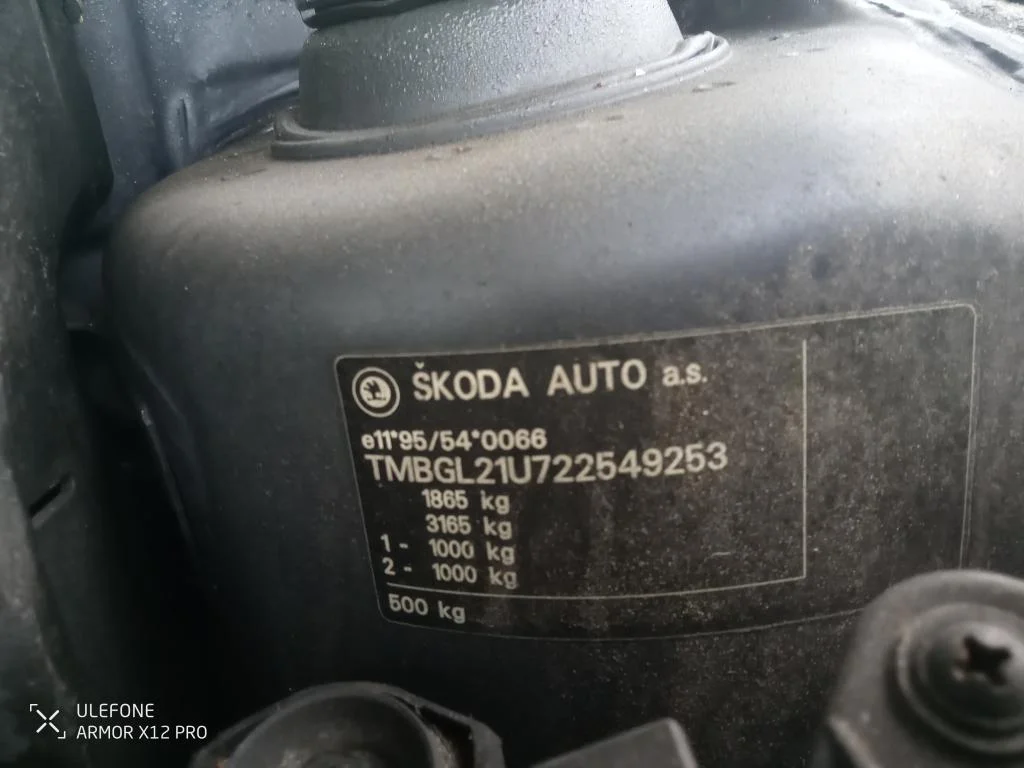 ŠKODA AUTO a.s.
e11*95/54*0066
TMBGL21U722549253
1865 kg
3165 kg
1 - 1000 kg
2 - 1000 kg
500 kg
ULEFONE
ARMOR X12 PRO